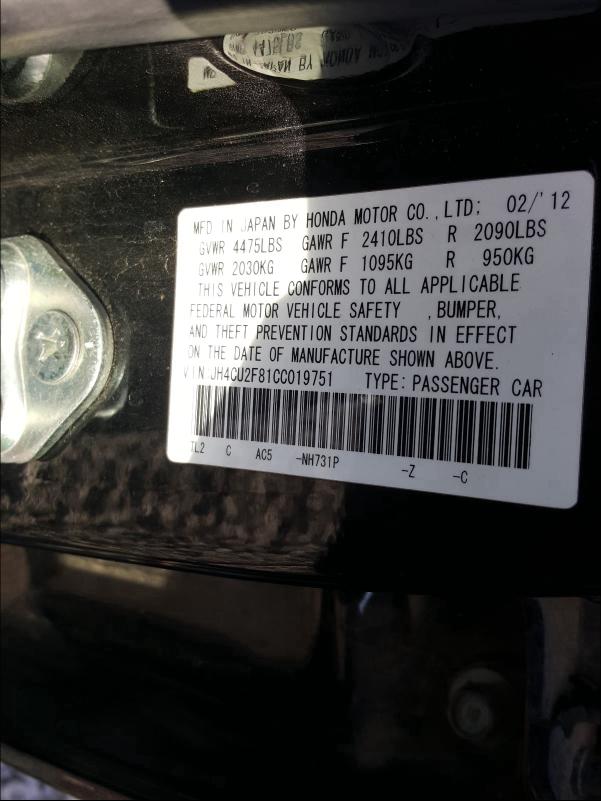 MFD IN JAPAN BY HONDA MOTOR CO.,LTD; 02/'12
GVWR 4475LBS GAWR F 2410LBS R 2090LBS
GVWR 2030KG GAWR F 1095KG R 950KG
THIS VEHICLE CONFORMS TO ALL APPLICABLE
FEDERAL MOTOR VEHICLE SAFETY ,BUMPER,
AND THEFT PREVENTION STANDARDS IN EFFECT
ON THE DATE OF MANUFACTURE SHOWN ABOVE.
VIN:JH4CU2F81CC019751 TYPE:PASSENGER CAR
TL2 C AC5 -NH731P -Z -C